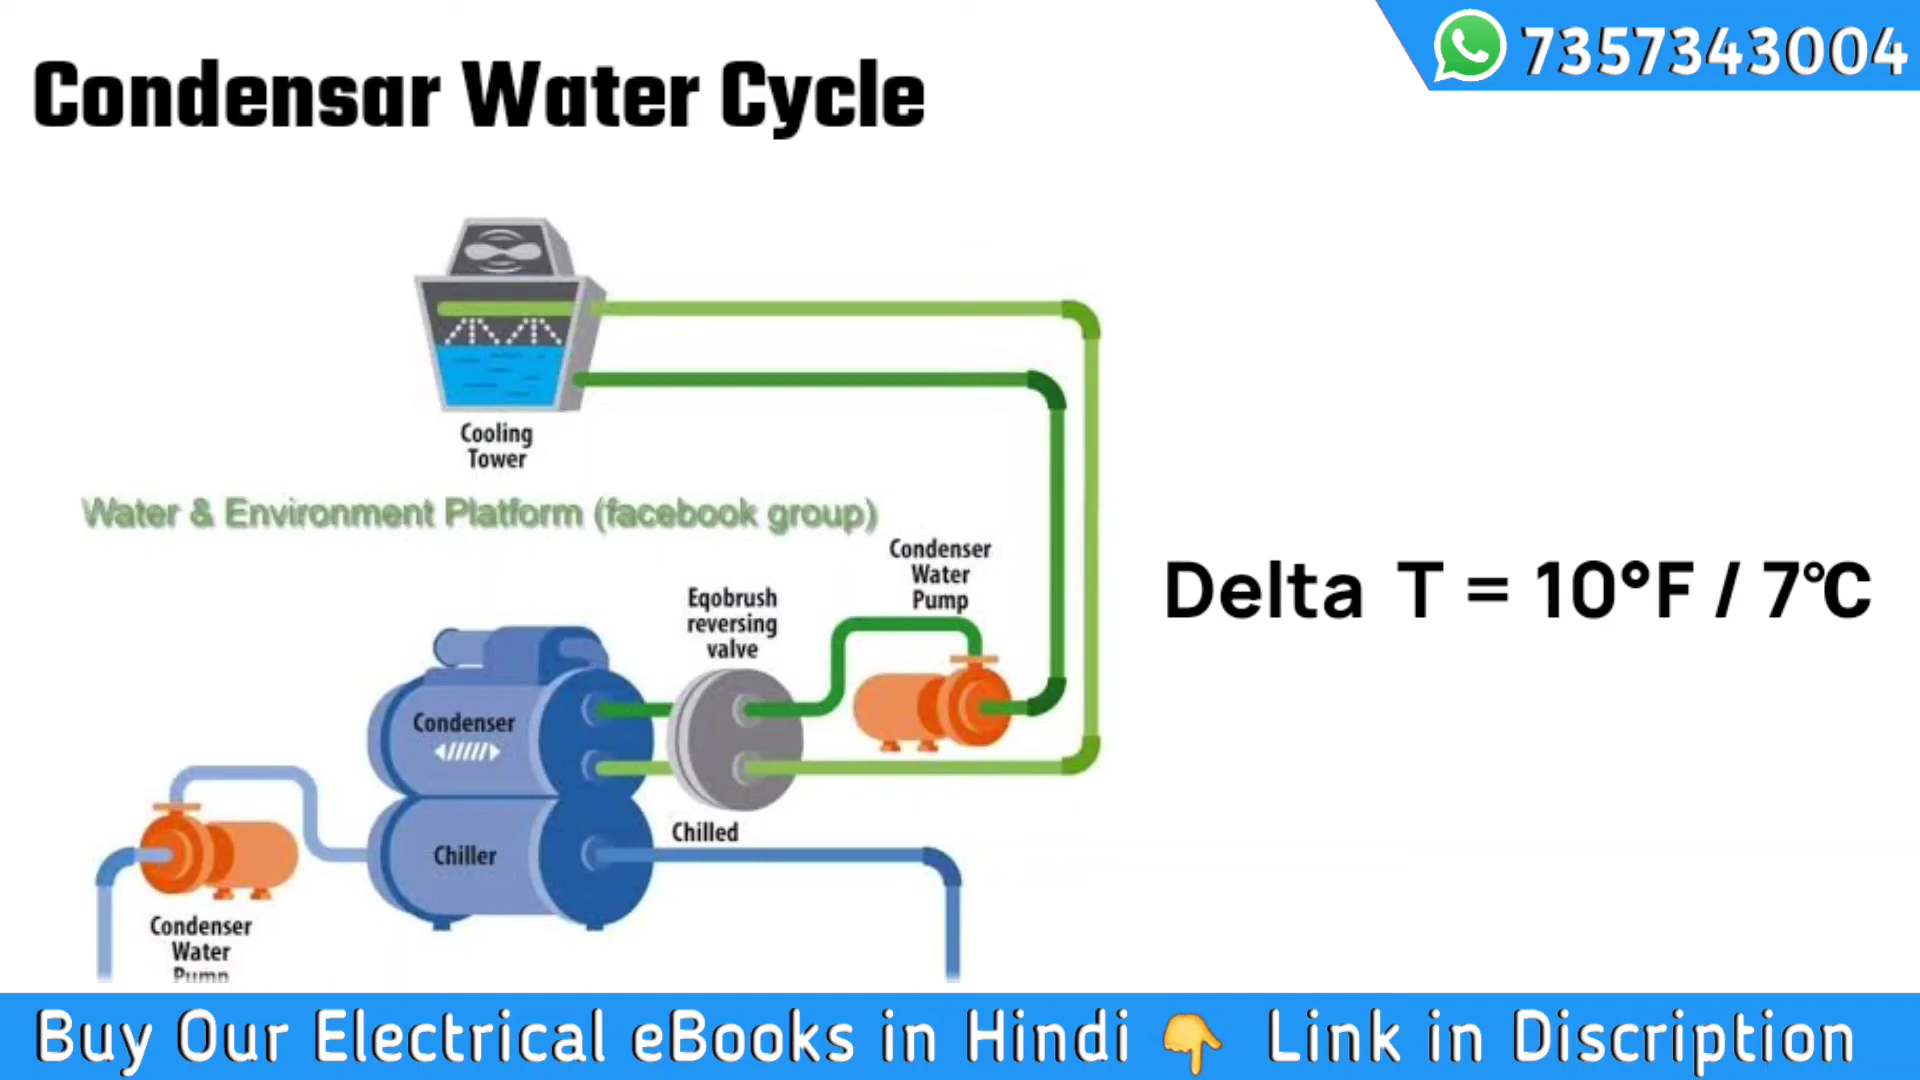 7357343004
Condensar Water Cycle
Cooling
Tower
Water & Environment Platform (facebook group)
Condenser
Water
Pump
Eqobrush
reversing
valve
Delta T = 10°F / 7°C
Condenser
Chilled
Chiller
Condenser
Water
Pump
Buy Our Electrical eBooks in Hindi 👇 Link in Discription